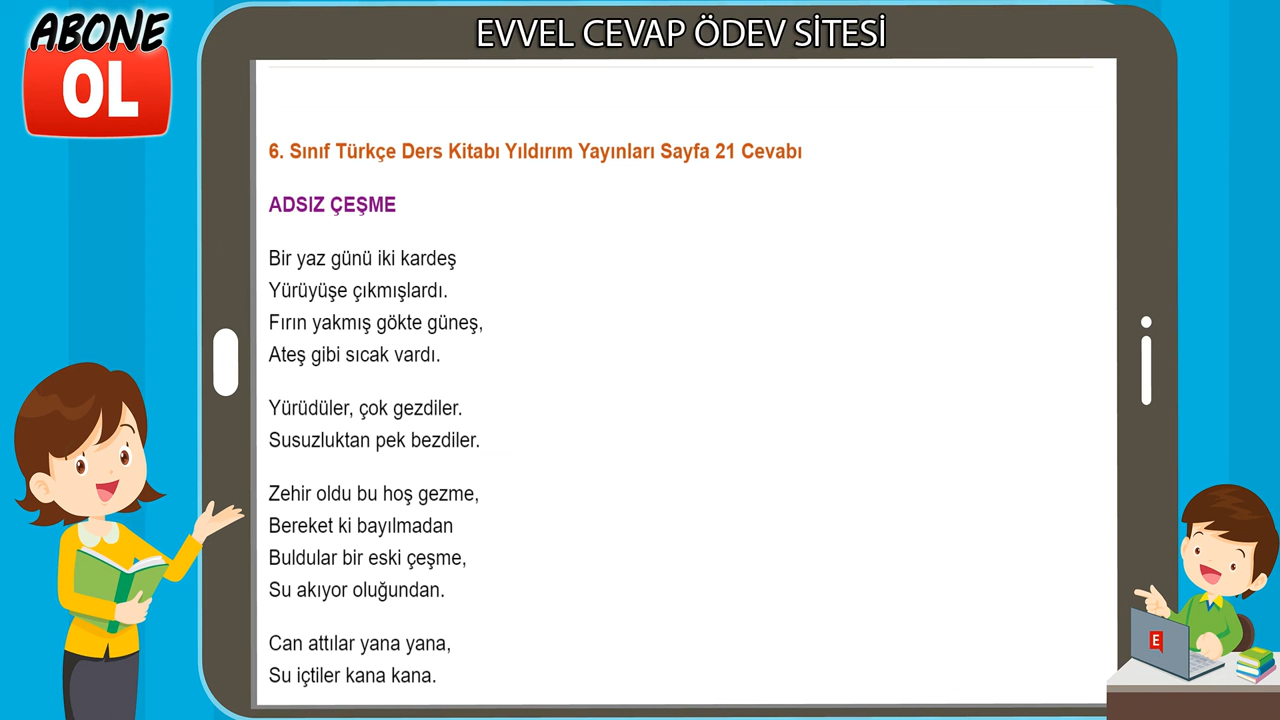 ABONE
OL
EVVEL CEVAP ÖDEV SİTESİ
6. Sınıf Türkçe Ders Kitabı Yıldırım Yayınları Sayfa 21 Cevabı
ADSIZ ÇEŞME
Bir yaz günü iki kardeş
Yürüyüşe çıkmışlardı.
Fırın yakmış gökte güneş,
Ateş gibi sıcak vardı.
Yürüdüler, çok gezdiler.
Susuzluktan pek bezdiler.
Zehir oldu bu hoş gezme,
Bereket ki bayılmadan
Buldular bir eski çeşme,
Su akıyor oluğundan.
Can attılar yana yana,
Su içtiler kana kana.
E